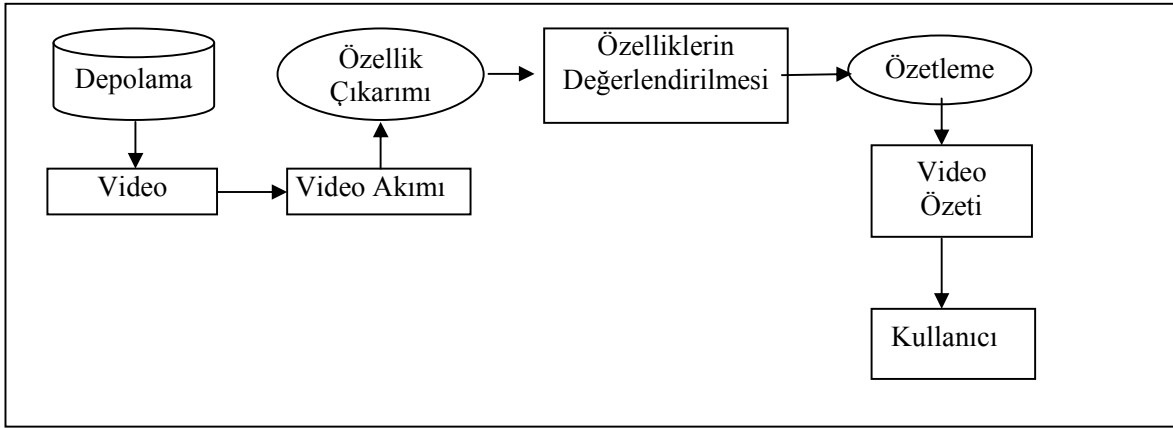 Depolama
Video
Video Akımı
Özellik
Çıkarımı
Özelliklerin
Değerlendirilmesi
Özetleme
Video
Özeti
Kullanıcı